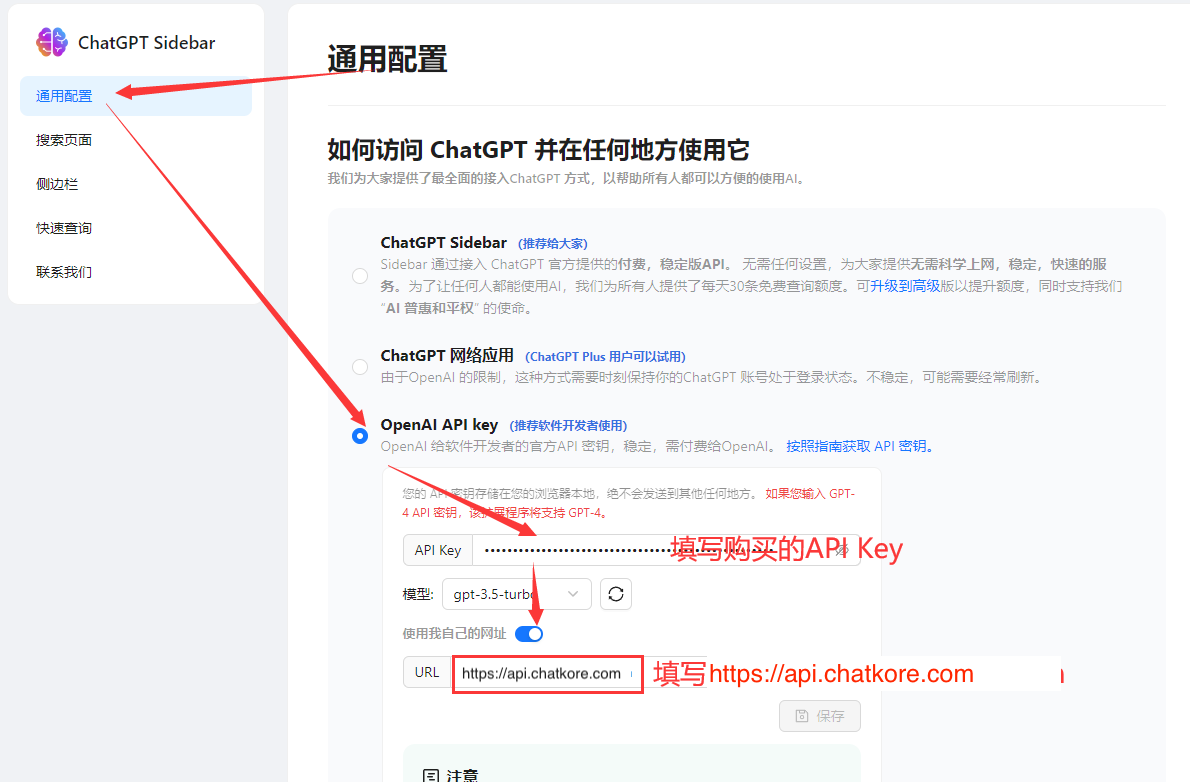 ChatGPT Sidebar
通用配置
搜索页面
侧边栏
快速查询
联系我们
通用配置
如何访问 ChatGPT 并在任何地方使用它
我们为大家提供了最全面的接入ChatGPT 方式，以帮助所有人都可以方便的使用AI。
ChatGPT Sidebar (推荐给大家)
Sidebar 通过接入 ChatGPT 官方提供的付费，稳定版API。 无需任何设置，为大家提供无需科学上网，稳定，快速的服
务。为了让任何人都能使用AI，我们为所有人提供了每天30条免费查询额度。可升级到高级版以提升额度，同时支持我们
“AI 普惠和平权” 的使命。
ChatGPT 网络应用 (ChatGPT Plus 用户可以试用)
由于OpenAI 的限制，这种方式需要时刻保持你的ChatGPT 账号处于登录状态。不稳定，可能需要经常刷新。
OpenAI API key (推荐软件开发者使用)
OpenAI 给软件开发者的官方API 密钥，稳定，需付费给OpenAI。 按照指南获取 API 密钥。
您的 API 密钥存储在您的浏览器本地，绝不会发送到其他任何地方。 如果您输入 GPT-
4 API 密钥，该扩展程序将支持 GPT-4。
API Key 填写购买的API Key
模型: gpt-3.5-turbo
使用我自己的网址
URL https://api.chatkore.com 填写https://api.chatkore.com
保存
注意